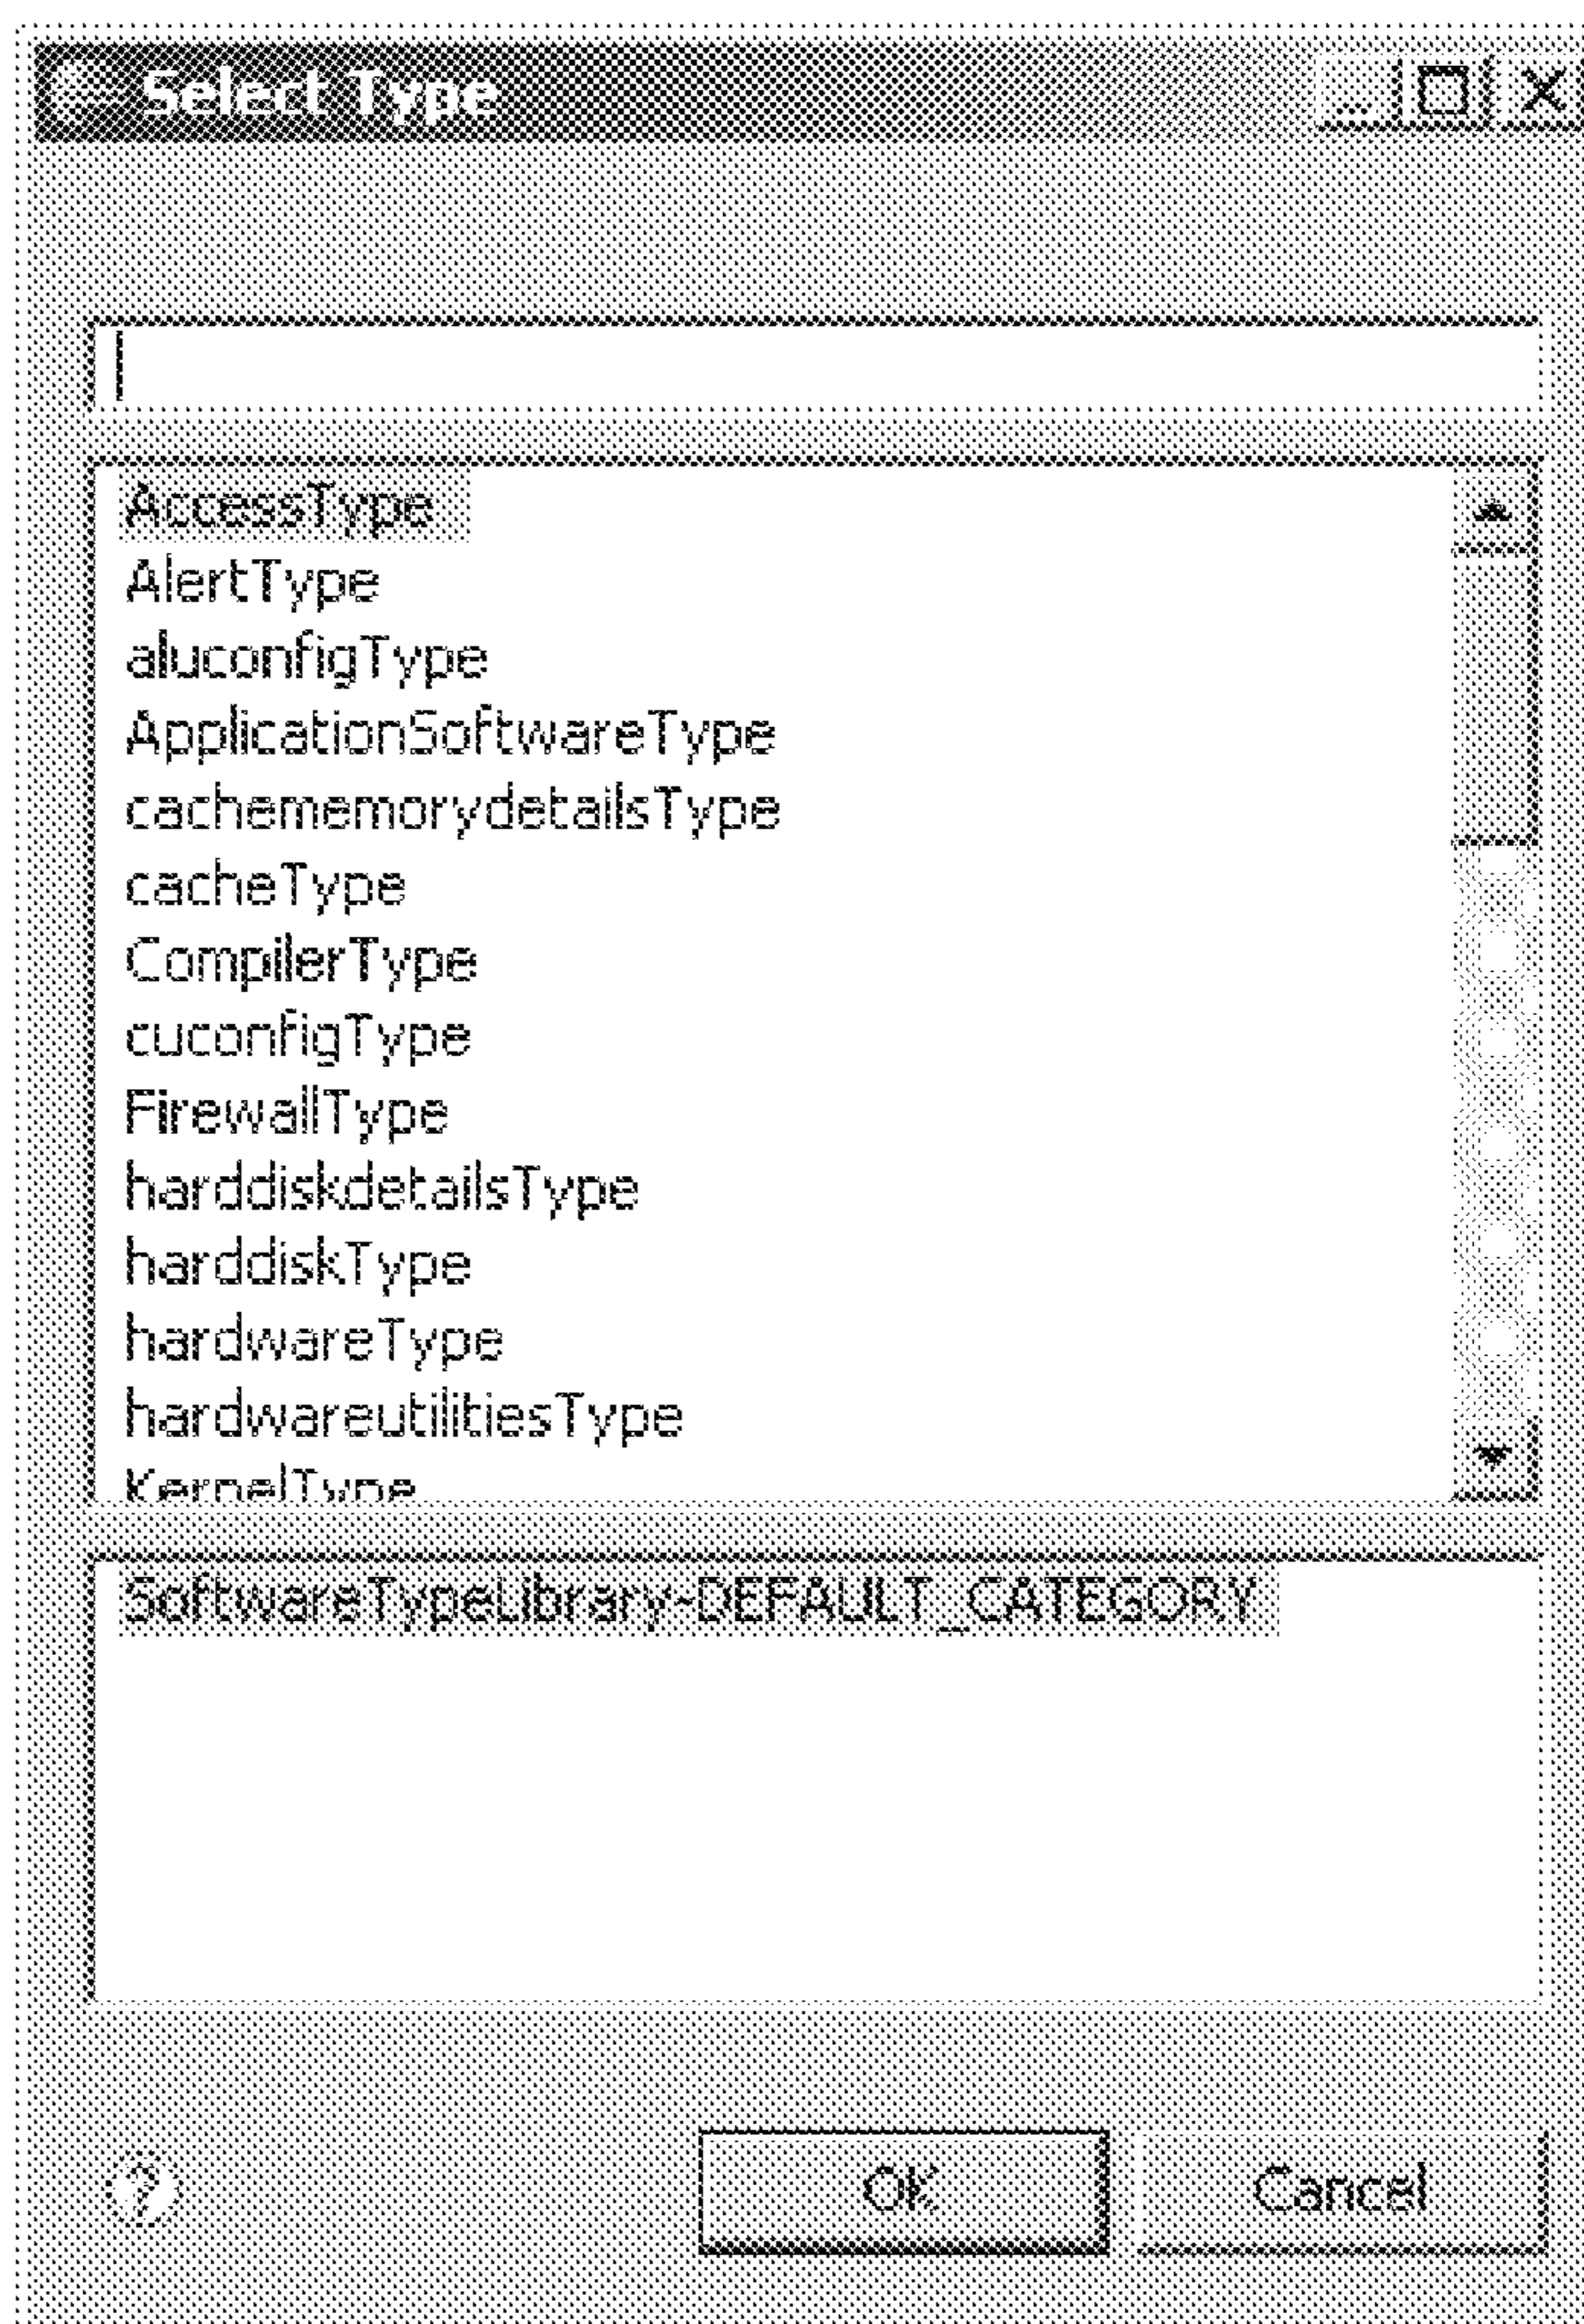 Select Type
AccessType
AlertType
aluconfigType
ApplicationSoftwareType
cachememorydetailsType
cacheType
CompilerType
cuconfigType
FirewallType
harddiskdetailsType
harddiskType
hardwareType
hardwareutilitiesType
KernelType
SoftwareTypeLibrary~DEFAULT_CATEGORY
?
OK
Cancel